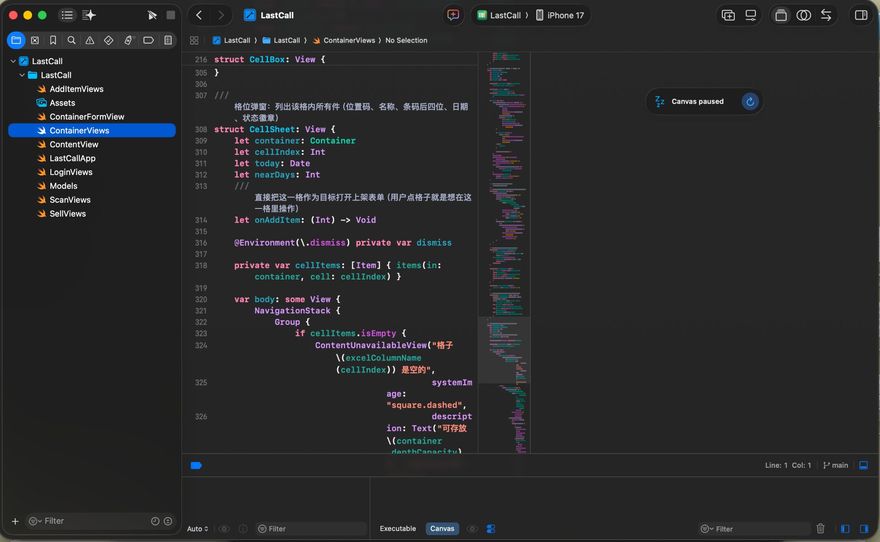 LastCall
LastCall 〉 iPhone 17
LastCall
LastCall
AddItemViews
Assets
ContainerFormView
ContainerViews
ContentView
LastCallApp
LoginViews
Models
ScanViews
SellViews
Filter
LastCall 〉 LastCall 〉 ContainerViews 〉 No Selection
216 struct CellBox: View {
305 }
306
307 ///
格位弹窗：列出该格内所有件（位置码、名称、条码后四位、日期
、状态徽章）
308 struct CellSheet: View {
309 let container: Container
310 let cellIndex: Int
311 let today: Date
312 let nearDays: Int
313 ///
直接把这一格作为目标打开上架表单（用户点格子就是想在这
一格里操作）
314 let onAddItem: (Int) -> Void
315
316 @Environment(\.dismiss) private var dismiss
317
318 private var cellItems: [Item] { items(in:
container, cell: cellIndex) }
319
320 var body: some View {
321 NavigationStack {
322 Group {
323 if cellItems.isEmpty {
324 ContentUnavailableView("格子
\(excelColumnName
(cellIndex)) 是空的",
325 systemIm
age:
"square.dashed",
326 descript
ion: Text("可存放
\(container
.depthCapacity)
Canvas paused
Line: 1 Col: 1
main
Auto
Filter
Executable
Canvas
Filter